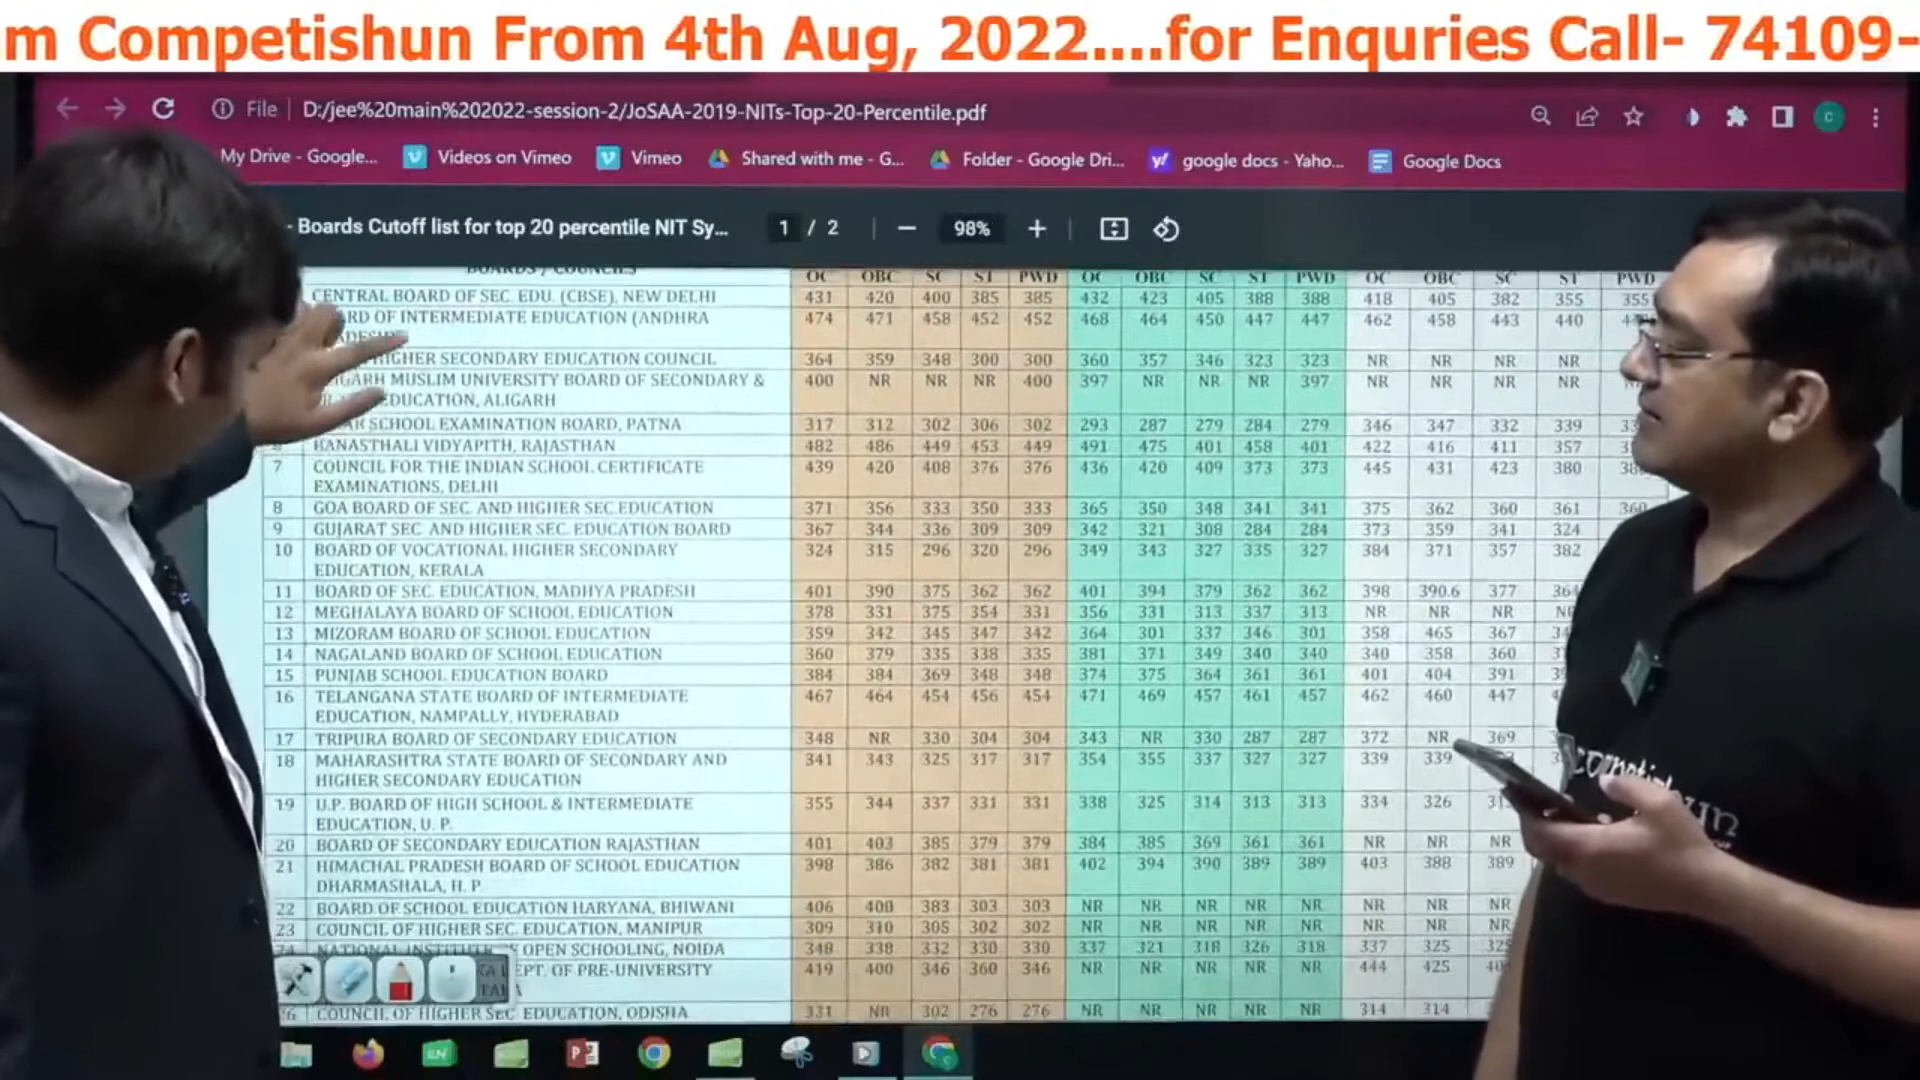 m Competishun From 4th Aug, 2022....for Enquries Call- 74109-
File D:/jee%20main%202022-session-2/JoSAA-2019-NITs-Top-20-Percentile.pdf
My Drive - Google... Videos on Vimeo Vimeo Shared with me - G... Folder - Google Dri... google docs - Yaho... Google Docs
- Boards Cutoff list for top 20 percentile NIT Sy... 1 / 2 98%
BOARDS / COUNCILS OC OBC SC ST PWD OC OBC SC ST PWD OC OBC SC ST PWD
CENTRAL BOARD OF SEC. EDU. (CBSE), NEW DELHI 431 420 400 385 385 432 423 405 388 388 418 405 382 355 355
OF INTERMEDIATE EDUCATION (ANDHRA 474 471 458 452 452 468 464 450 447 447 462 458 443 440
HIGHER SECONDARY EDUCATION COUNCIL 364 359 348 300 300 360 357 346 323 323 NR NR NR NR
MUSLIM UNIVERSITY BOARD OF SECONDARY & 400 NR NR NR 400 397 NR NR NR 397 NR NR NR NR
EDUCATION, ALIGARH
SCHOOL EXAMINATION BOARD, PATNA 317 312 302 306 302 293 287 279 284 279 346 347 332 339
BANASTHALI VIDYAPITH, RAJASTHAN 482 486 449 453 449 491 475 401 458 401 422 416 411 357
7 COUNCIL FOR THE INDIAN SCHOOL CERTIFICATE 439 420 408 376 376 436 420 409 373 373 445 431 423 380
EXAMINATIONS, DELHI
8 GOA BOARD OF SEC. AND HIGHER SEC.EDUCATION 371 356 333 350 333 365 350 348 341 341 375 362 360 361 360
9 GUJARAT SEC. AND HIGHER SEC. EDUCATION BOARD 367 344 336 309 309 342 321 308 284 284 373 359 341 324
10 BOARD OF VOCATIONAL HIGHER SECONDARY 324 315 296 320 296 349 343 327 335 327 384 371 357 382
EDUCATION, KERALA
11 BOARD OF SEC. EDUCATION, MADHYA PRADESH 401 390 375 362 362 401 394 379 362 362 398 390.6 377 364
12 MEGHALAYA BOARD OF SCHOOL EDUCATION 378 331 375 354 331 356 331 313 337 313 NR NR NR
13 MIZORAM BOARD OF SCHOOL EDUCATION 359 342 345 347 342 364 301 337 346 301 358 465 367
14 NAGALAND BOARD OF SCHOOL EDUCATION 360 379 335 338 335 381 371 349 340 340 340 358 360
15 PUNJAB SCHOOL EDUCATION BOARD 384 384 369 348 348 374 375 364 361 361 401 404 391
16 TELANGANA STATE BOARD OF INTERMEDIATE 467 464 454 456 454 471 469 457 461 457 462 460 447
EDUCATION, NAMPALLY, HYDERABAD
17 TRIPURA BOARD OF SECONDARY EDUCATION 348 NR 330 304 304 343 NR 330 287 287 372 NR 369
18 MAHARASHTRA STATE BOARD OF SECONDARY AND 341 343 325 317 317 354 355 337 327 327 339 339
HIGHER SECONDARY EDUCATION
19 U.P. BOARD OF HIGH SCHOOL & INTERMEDIATE 355 344 337 331 331 338 325 314 313 313 334 326
EDUCATION, U. P.
20 BOARD OF SECONDARY EDUCATION RAJASTHAN 401 403 385 379 379 384 385 369 361 361 NR NR NR
21 HIMACHAL PRADESH BOARD OF SCHOOL EDUCATION 398 386 382 381 381 402 394 390 389 389 403 388 389
DHARMASHALA, H. P.
22 BOARD OF SCHOOL EDUCATION HARYANA, BHIWANI 406 400 383 303 303 NR NR NR NR NR NR NR NR
23 COUNCIL OF HIGHER SEC. EDUCATION, MANIPUR 309 310 305 302 302 NR NR NR NR NR NR NR NR
24 NATIONAL INSTITUTE OF OPEN SCHOOLING, NOIDA 348 338 332 330 330 337 321 318 326 318 337 325 325
DEPT. OF PRE-UNIVERSITY 419 400 346 360 346 NR NR NR NR NR 444 425
26 COUNCIL OF HIGHER SEC EDUCATION, ODISHA 331 NR 302 276 276 NR NR NR NR NR 314 314